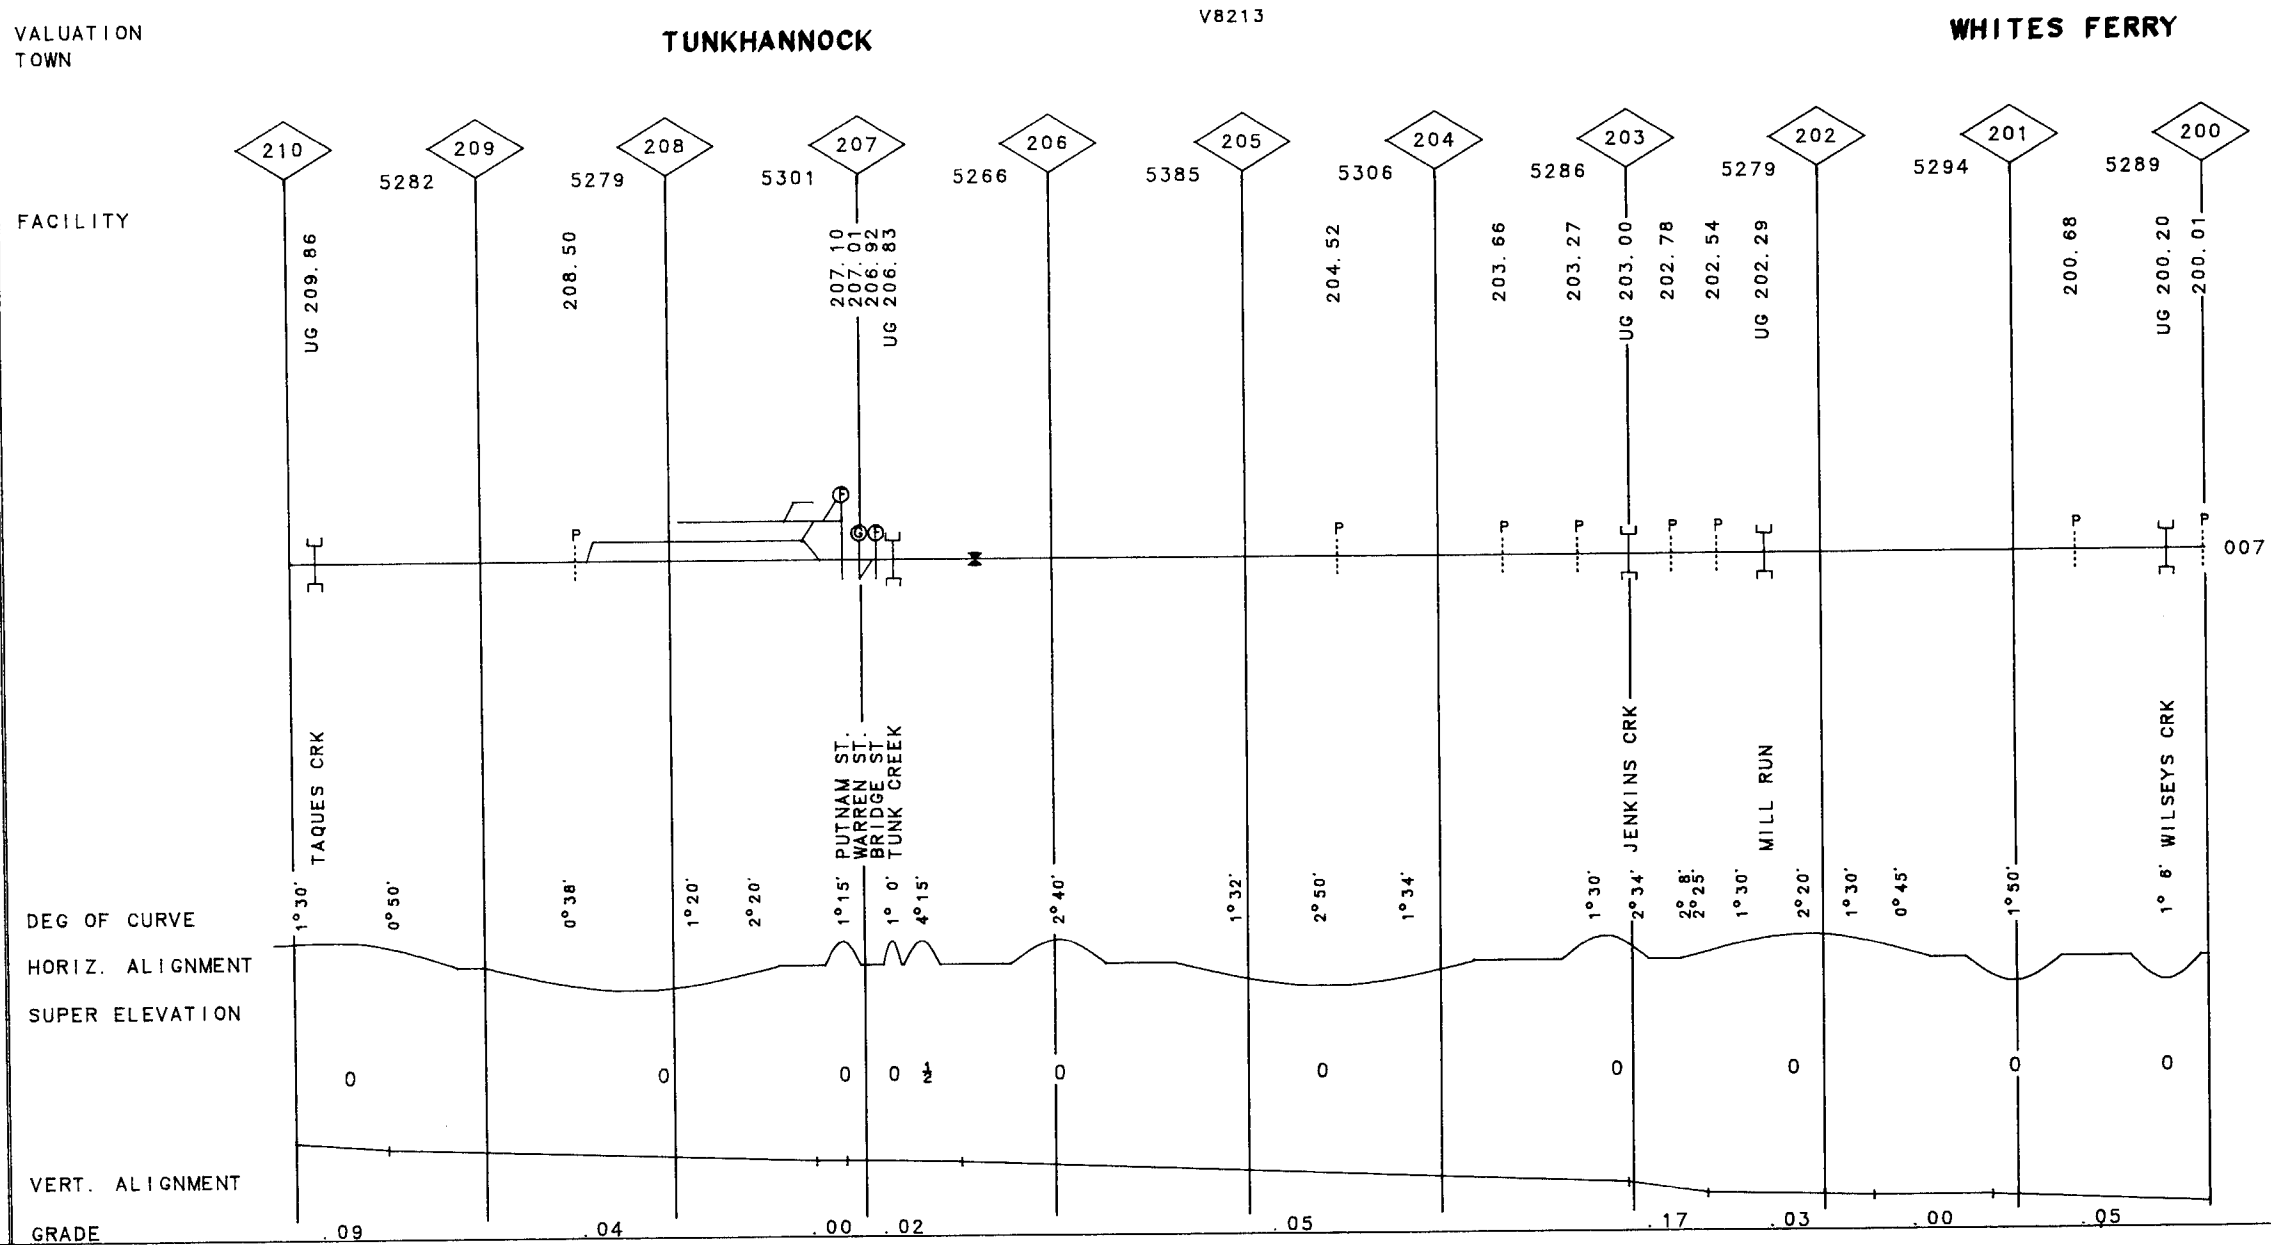 V8213
VALUATION
TOWN
TUNKHANNOCK
WHITES FERRY
210
209
208
207
206
205
204
203
202
201
200
5282
5279
5301
5266
5385
5306
5286
5279
5294
5289
FACILITY
UG 209.86
208.50
207.10
207.01
206.92
UG 206.83
204.52
203.66
203.27
UG 203.00
202.78
202.54
UG 202.29
200.68
UG 200.20
200.01
F
P
G
F
P
P
P
P
P
P
P
007
TAQUES CRK
PUTNAM ST.
WARREN ST.
BRIDGE ST
TUNK CREEK
JENKINS CRK
MILL RUN
WILSEYS CRK
DEG OF CURVE
1°30'
0°50'
0°38'
1°20'
2°20'
1°15'
1° 0'
4°15'
2°40'
1°32'
2°50'
1°34'
1°30'
2°34'
2° 8'
2°25'
1°30'
2°20'
1°30'
0°45'
1°50'
1° 6'
HORIZ. ALIGNMENT
SUPER ELEVATION
0
0
0
0
½
0
0
0
0
0
0
VERT. ALIGNMENT
GRADE
.09
.04
.00
.02
.05
.17
.03
.00
.05